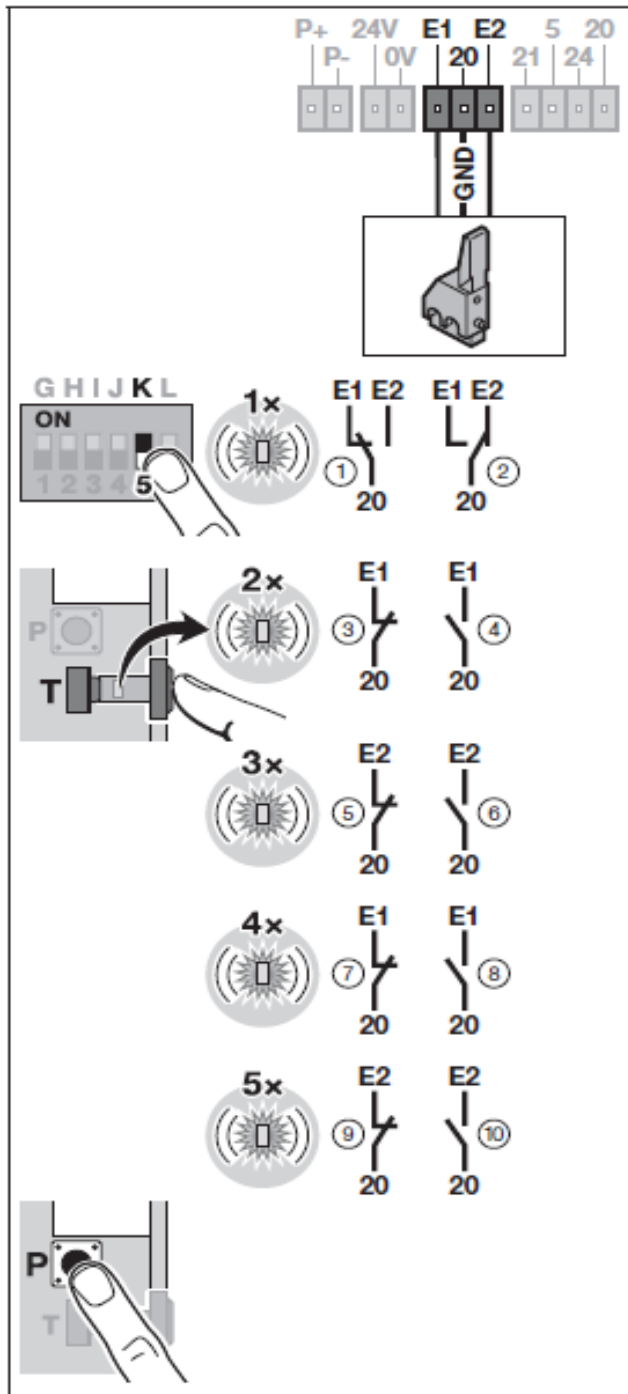 P+ 24V E1 E2 5 20
P- 0V 20 21 24
GND
G H I J K L
ON
1 2 3 4 5
1×
E1 E2 E1 E2
1 2
20 20
2×
E1 E1
P
3 4
T
20 20
3×
E2 E2
5 6
20 20
4×
E1 E1
7 8
20 20
5×
E2 E2
9 10
20 20
P
T